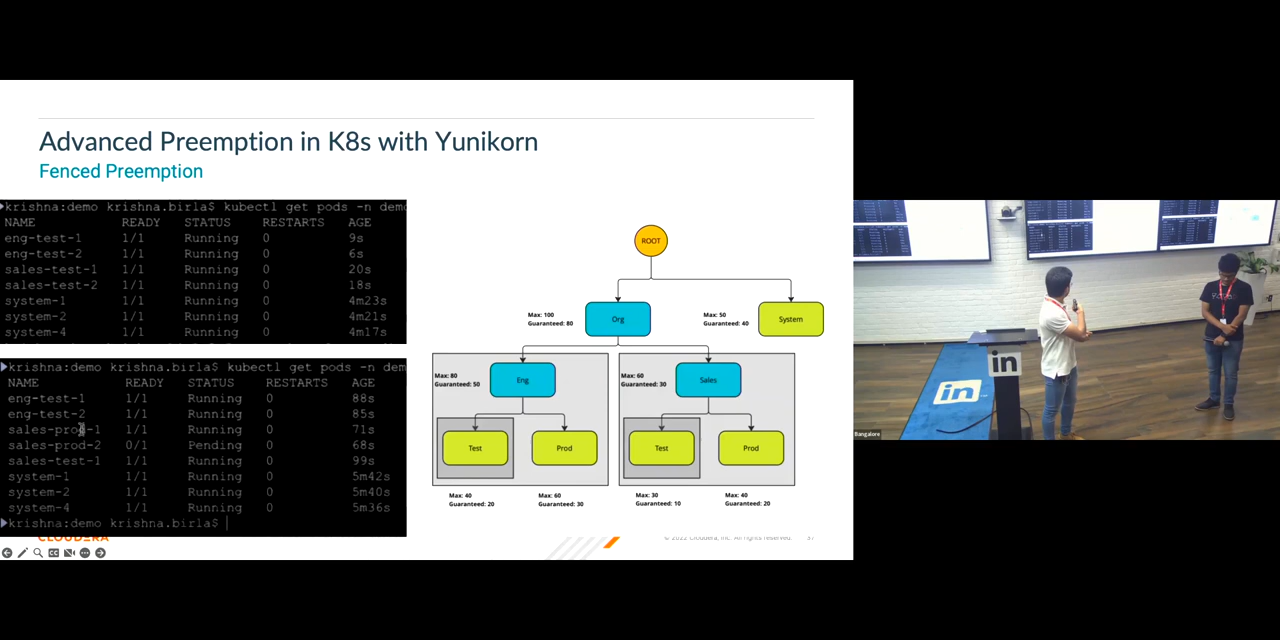 Advanced Preemption in K8s with Yunikorn
Fenced Preemption
krishna:demo krishna.birla$ kubectl get pods -n demo
NAME READY STATUS RESTARTS AGE
eng-test-1 1/1 Running 0 9s
eng-test-2 1/1 Running 0 6s
sales-test-1 1/1 Running 0 20s
sales-test-2 1/1 Running 0 18s
system-1 1/1 Running 0 4m23s
system-2 1/1 Running 0 4m21s
system-4 1/1 Running 0 4m17s
krishna:demo krishna.birla$ kubectl get pods -n dem
NAME READY STATUS RESTARTS AGE
eng-test-1 1/1 Running 0 88s
eng-test-2 1/1 Running 0 85s
sales-prod-1 1/1 Running 0 71s
sales-prod-2 0/1 Pending 0 68s
sales-test-1 1/1 Running 0 99s
system-1 1/1 Running 0 5m42s
system-2 1/1 Running 0 5m40s
system-4 1/1 Running 0 5m36s
krishna:demo krishna.birla$
ROOT
Max: 100
Guaranteed: 80
Org
Max: 50
Guaranteed: 40
System
Max: 80
Guaranteed: 50
Eng
Max: 60
Guaranteed: 30
Sales
Test
Prod
Test
Prod
Max: 40
Guaranteed: 20
Max: 60
Guaranteed: 30
Max: 30
Guaranteed: 10
Max: 40
Guaranteed: 20
CLOUDERA
© 2022 Cloudera, Inc. All rights reserved. 31
in
in
Bangalore